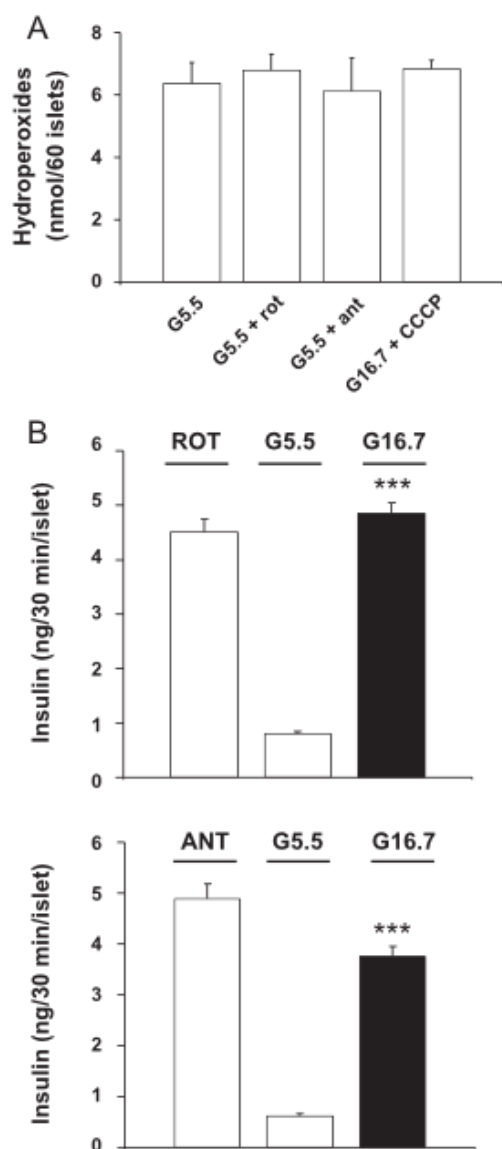 A
Hydroperoxides
(nmol/60 islets)
8
6
4
2
0
G5.5
G5.5 + rot
G5.5 + ant
G16.7 + CCCP
B
ROT G5.5 G16.7
***
Insulin (ng/30 min/islet)
6
5
4
3
2
1
0
ANT G5.5 G16.7
***
Insulin (ng/30 min/islet)
6
5
4
3
2
1
0